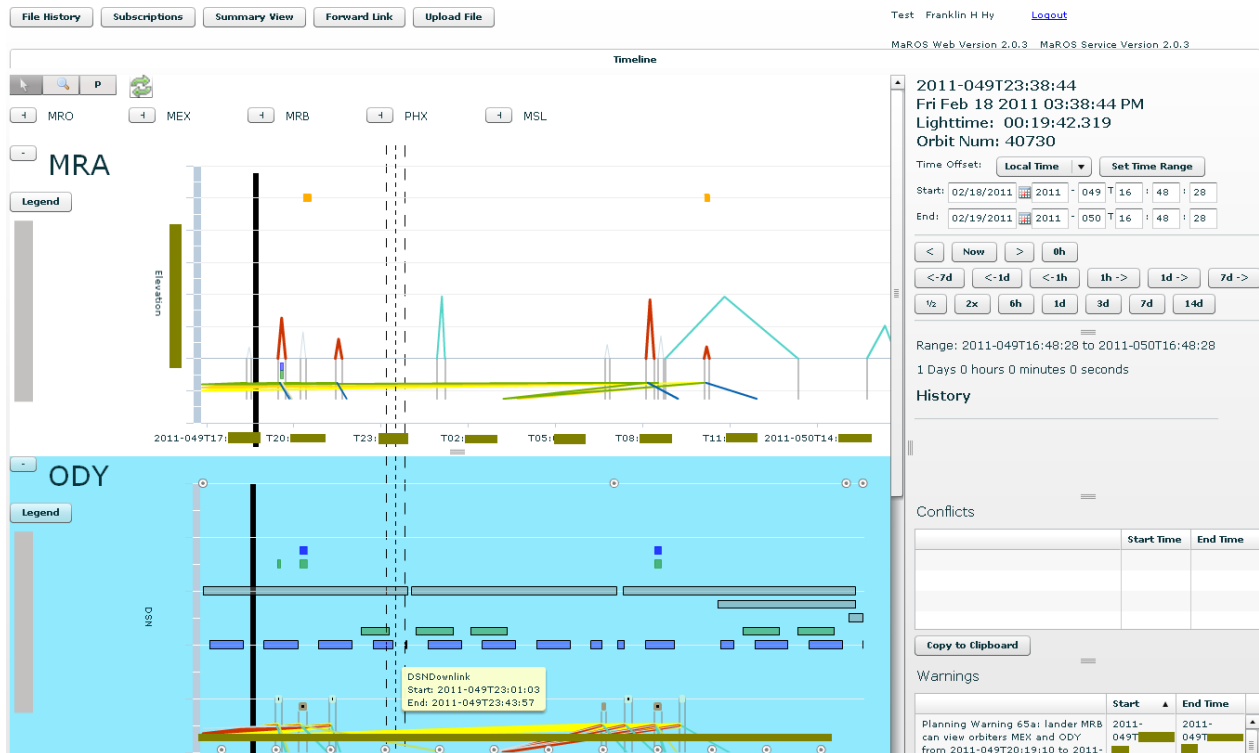 File History Subscriptions Summary View Forward Link Upload File
Test Franklin H Hy Logout
MaROS Web Version 2.0.3 MaROS Service Version 2.0.3
Timeline
P
MRO MEX MRB PHX MSL
- MRA
Legend
Elevation
2011-049T17: T20: T23: T02: T05: T08: T11: 2011-050T14:
- ODY
Legend
DSN
DSNDownlink
Start: 2011-049T23:01:03
End: 2011-049T23:43:57
2011-049T23:38:44
Fri Feb 18 2011 03:38:44 PM
Lighttime: 00:19:42.319
Orbit Num: 40730
Time Offset: Local Time Set Time Range
Start: 02/18/2011 2011 - 049 T 16 : 48 : 28
End: 02/19/2011 2011 - 050 T 16 : 48 : 28
< Now > 0h
<-7d <-1d <-1h 1h -> 1d -> 7d ->
½ 2x 6h 1d 3d 7d 14d
Range: 2011-049T16:48:28 to 2011-050T16:48:28
1 Days 0 hours 0 minutes 0 seconds
History
Conflicts
Start Time End Time
Copy to Clipboard
Warnings
Start End Time
Planning Warning 65a: lander MRB 2011- 2011-
can view orbiters MEX and ODY 049T 049T
from 2011-049T20:19:10 to 2011-